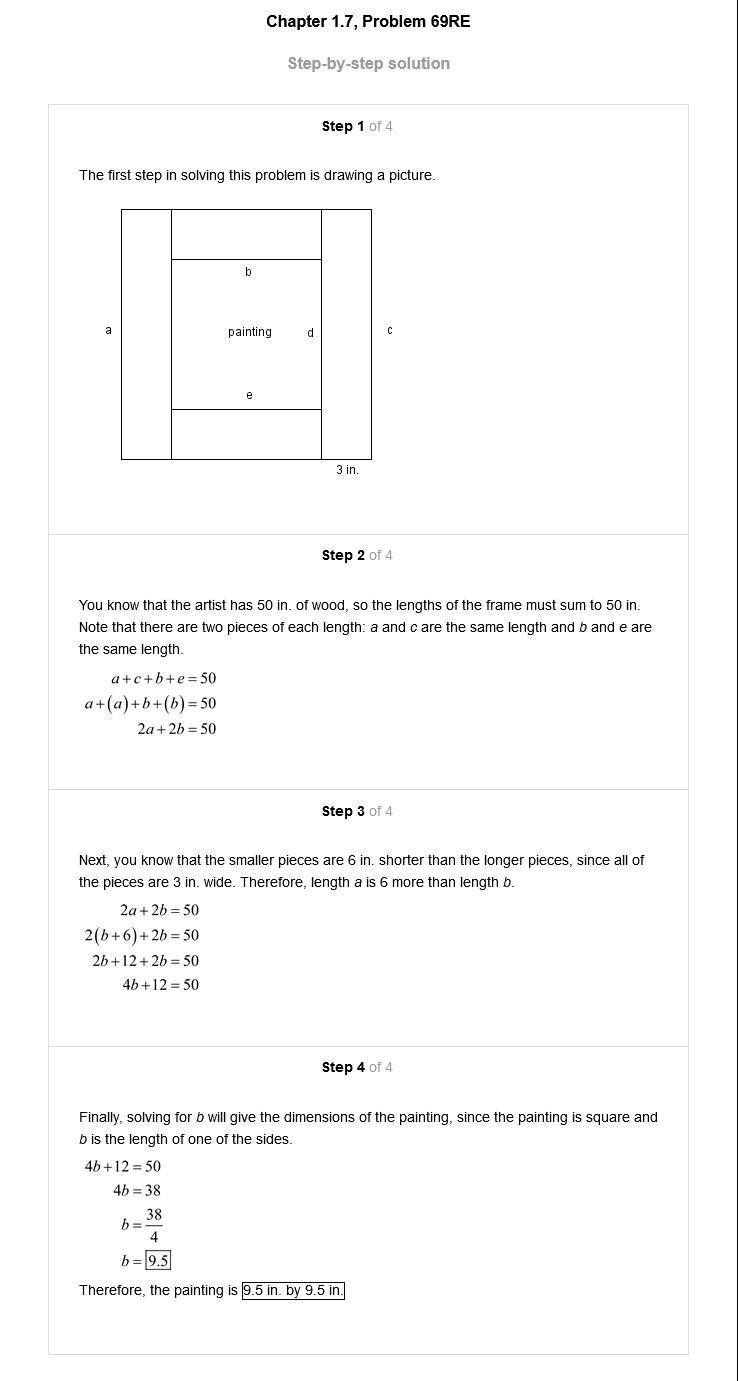 Chapter 1.7, Problem 69RE
Step-by-step solution
Step 1 of 4
The first step in solving this problem is drawing a picture.
b
a
painting
d
c
e
3 in.
Step 2 of 4
You know that the artist has 50 in. of wood, so the lengths of the frame must sum to 50 in.
Note that there are two pieces of each length: a and c are the same length and b and e are
the same length.
a+c+b+e=50
a+(a)+b+(b)=50
2a+2b=50
Step 3 of 4
Next, you know that the smaller pieces are 6 in. shorter than the longer pieces, since all of
the pieces are 3 in. wide. Therefore, length a is 6 more than length b.
2a+2b=50
2(b+6)+2b=50
2b+12+2b=50
4b+12=50
Step 4 of 4
Finally, solving for b will give the dimensions of the painting, since the painting is square and
b is the length of one of the sides.
4b+12=50
4b=38
b=38/4
b=9.5
Therefore, the painting is 9.5 in. by 9.5 in.